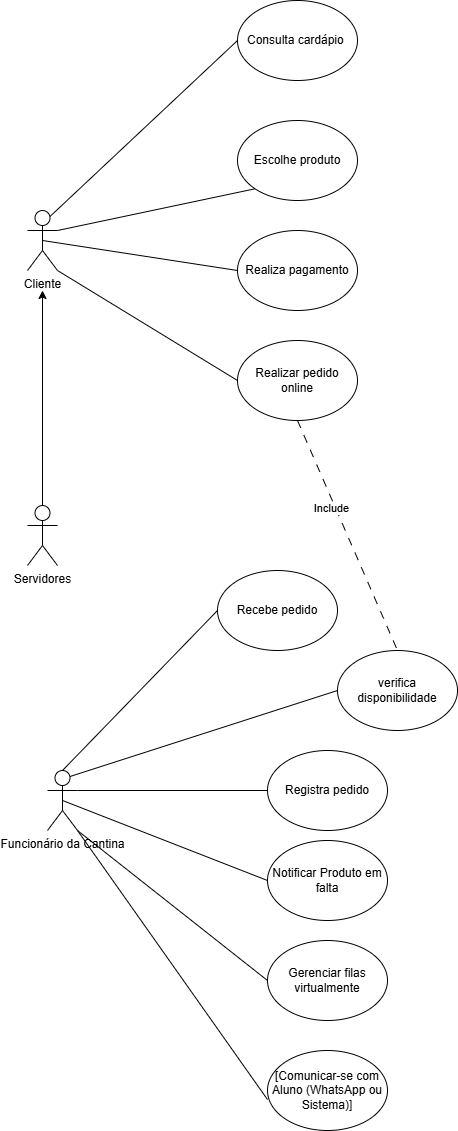 Consulta cardápio
Escolhe produto
Cliente
Realiza pagamento
Realizar pedido
online
Include
Servidores
Recebe pedido
verifica
disponibilidade
Registra pedido
Funcionário da Cantina
Notificar Produto em
falta
Gerenciar filas
virtualmente
[Comunicar-se com
Aluno (WhatsApp ou
Sistema)]